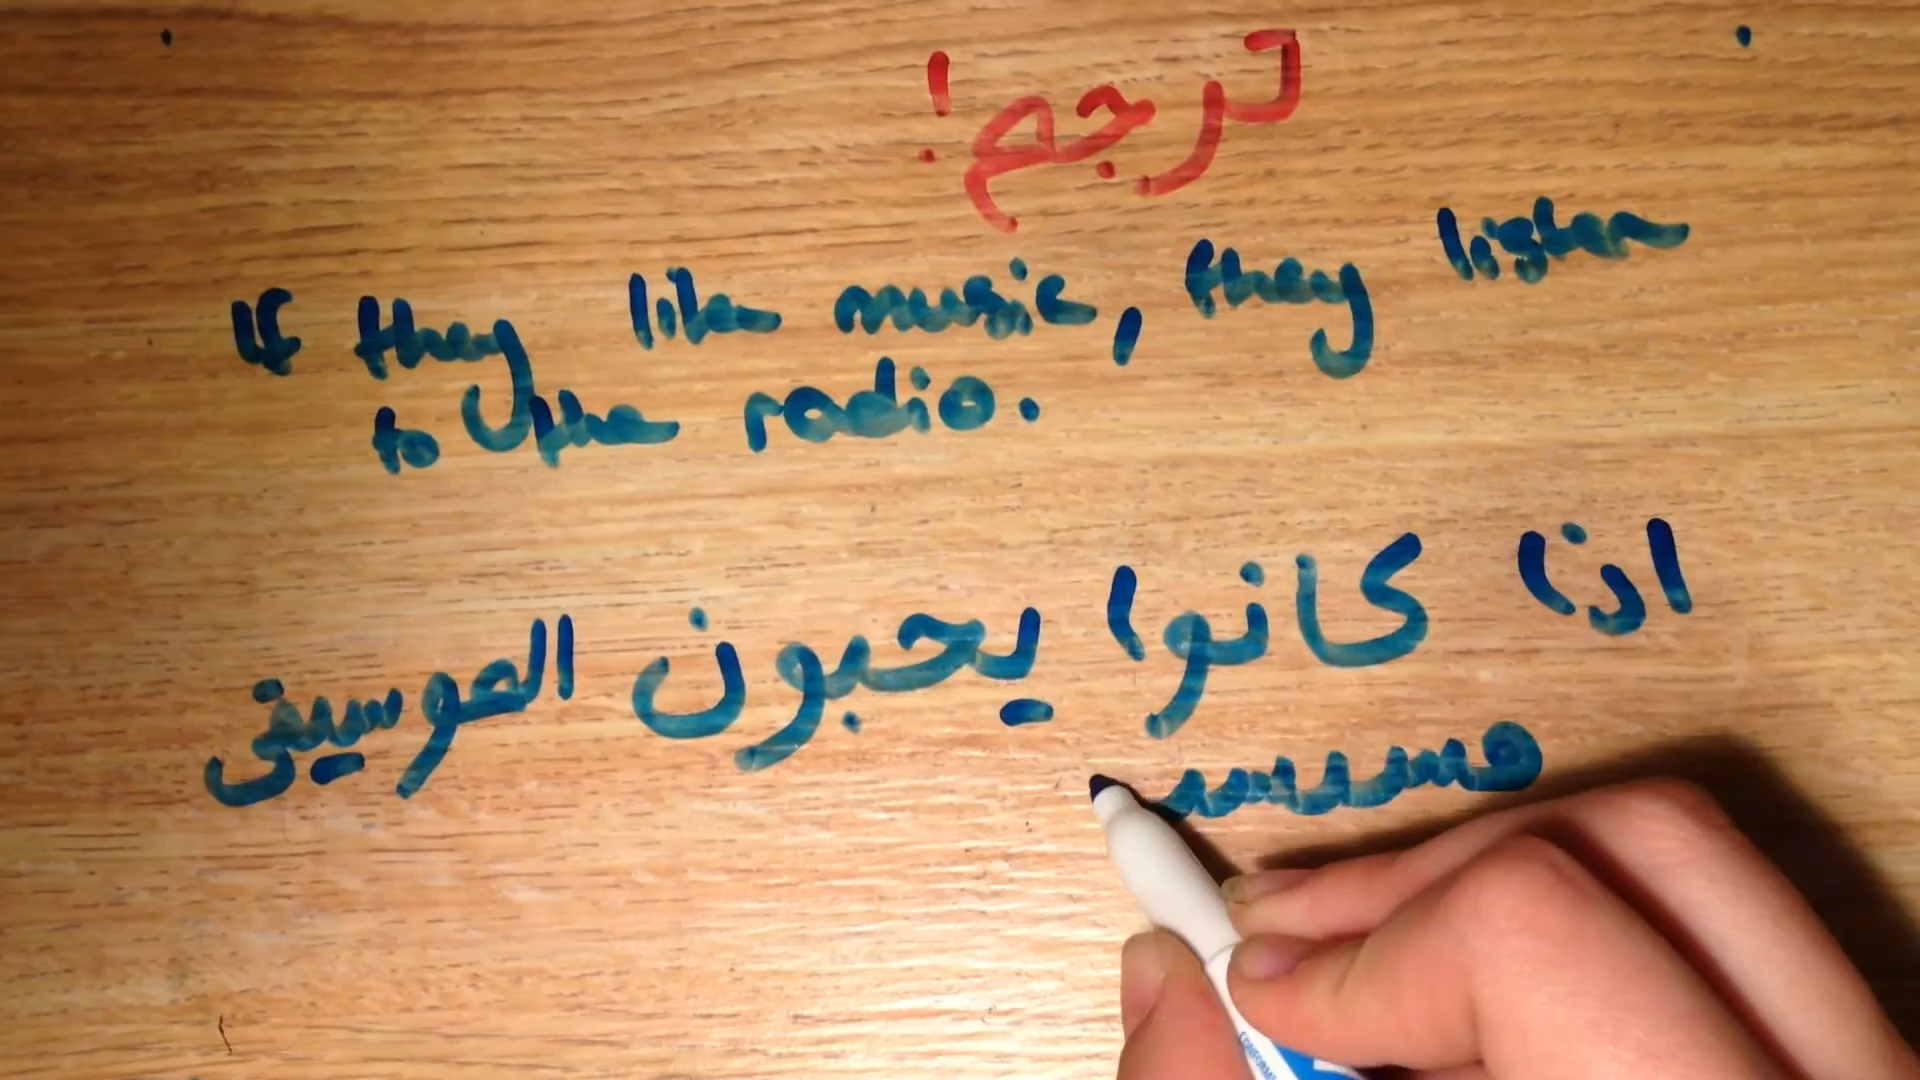 ترجم!
If they like music, they listen
to the radio.
اذا كانوا يحبون الموسيقى